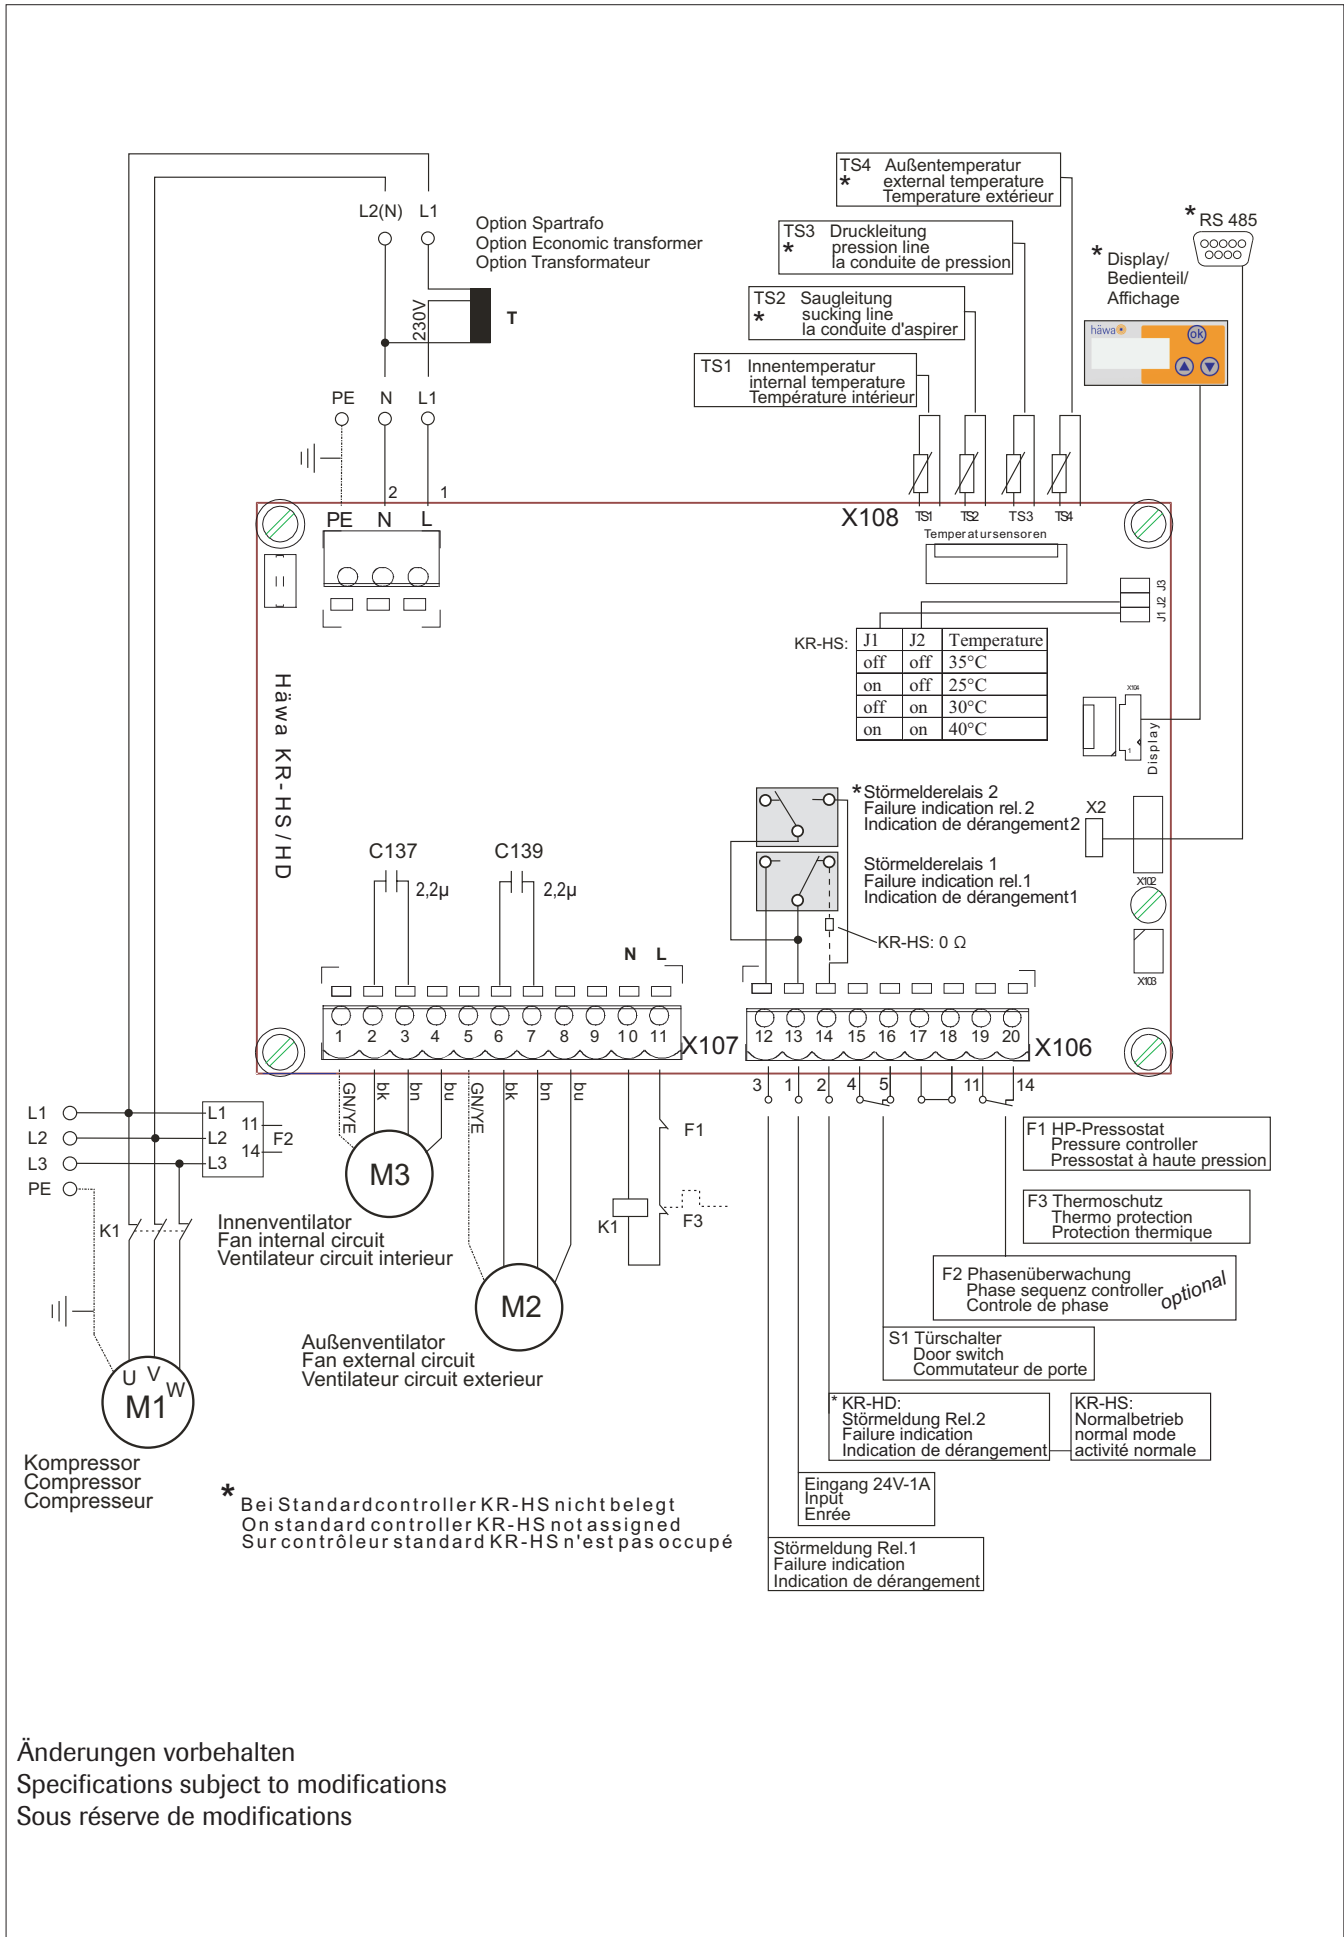 TS4 Außentemperatur
* external temperature
Temperature extérieur
TS3 Druckleitung
* pression line
la conduite de pression
TS2 Saugleitung
* sucking line
la conduite d'aspirer
TS1 Innentemperatur
internal temperature
Température intérieur
* RS 485
* Display/
Bedienteil/
Affichage
häwa
ok
L2(N) L1
Option Spartrafo
Option Economic transformer
Option Transformateur
230V
T
PE N L1
2 1
PE N L
X108
TS1 TS2 TS3 TS4
Temperatursensoren
J1 J2 J3
KR-HS:
J1 J2 Temperature
off off 35°C
on off 25°C
off on 30°C
on on 40°C
Häwa KR-HS/HD
X104
1
Display
*Störmelderelais 2
Failure indication rel.2
Indication de dérangement2
X2
X102
X103
Störmelderelais 1
Failure indication rel.1
Indication de dérangement1
KR-HS: 0 Ω
C137
2,2µ
C139
2,2µ
N L
1 2 3 4 5 6 7 8 9 10 11
X107
12 13 14 15 16 17 18 19 20
X106
3 1 2 4 5 11 14
GN/YE bk bn bu GN/YE bk bn bu
L1
L2
L3
PE
L1
L2
L3
11
14
F2
K1
M3
Innenventilator
Fan internal circuit
Ventilateur circuit interieur
F1
K1
F3
M2
Außenventilator
Fan external circuit
Ventilateur circuit exterieur
U V W
M1
Kompressor
Compressor
Compresseur
F1 HP-Pressostat
Pressure controller
Pressostat à haute pression
F3 Thermoschutz
Thermo protection
Protection thermique
F2 Phasenüberwachung
Phase sequenz controller
Controle de phase
optional
S1 Türschalter
Door switch
Commutateur de porte
* KR-HD:
Störmeldung Rel.2
Failure indication
Indication de dérangement
KR-HS:
Normalbetrieb
normal mode
activité normale
Eingang 24V-1A
Input
Enrée
Störmeldung Rel.1
Failure indication
Indication de dérangement
* Bei Standardcontroller KR-HS nicht belegt
On standard controller KR-HS not assigned
Sur contrôleur standard KR-HS n'est pas occupé
Änderungen vorbehalten
Specifications subject to modifications
Sous réserve de modifications